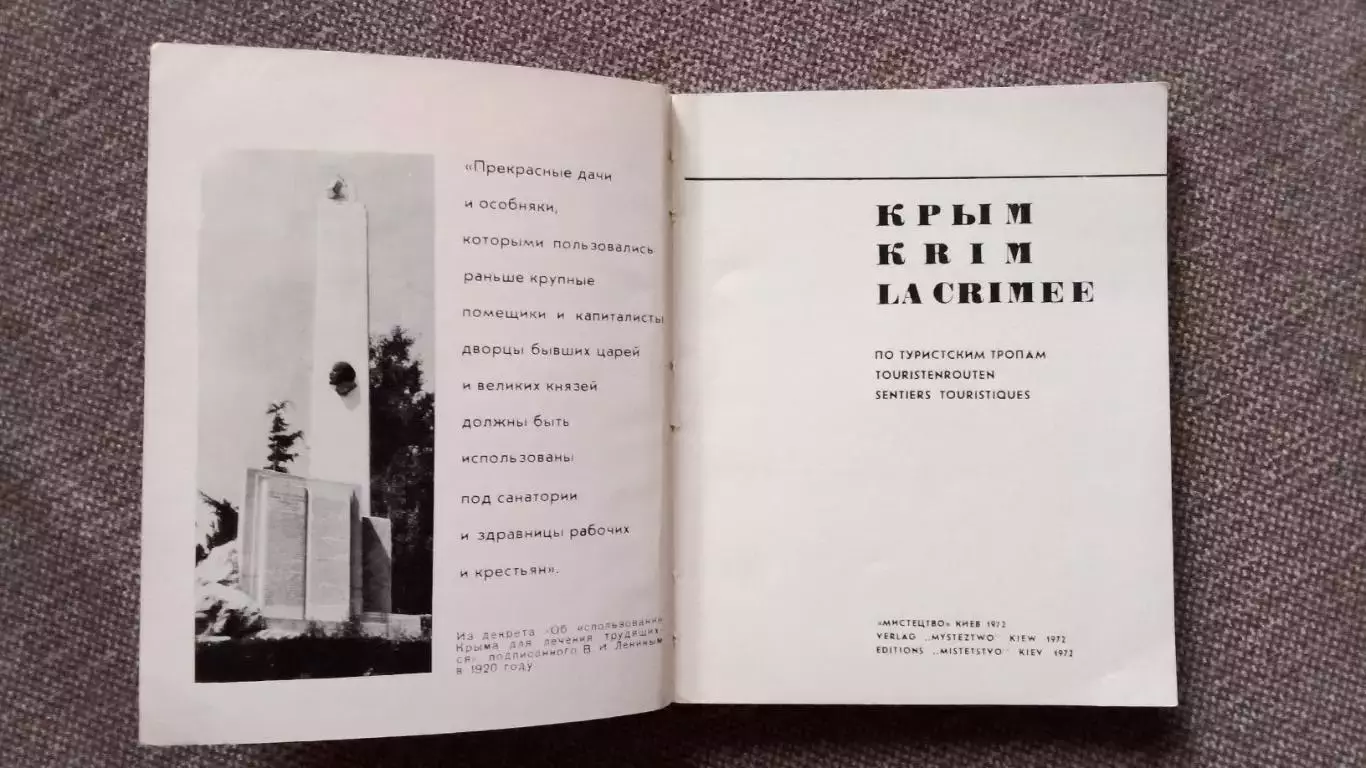 «Прекрасные дачи
и особняки,
которыми пользовались
раньше крупные
помещики и капиталисты
дворцы бывших царей
и великих князей
должны быть
использованы
под санатории
и здравницы рабочих
и крестьян».
Из декрета «Об использовании
Крыма для лечения трудящих-
ся» подписанного В И Лениным
в 1920 году
КРЫМ
KRIM
LA CRIMEE
ПО ТУРИСТСКИМ ТРОПАМ
TOURISTENROUTEN
SENTIERS TOURISTIQUES
«МИСТЕЦТВО» КИЕВ 1972
VERLAG „MYSTEZTWO" KIEW 1972
EDITIONS „MISTETSTVO" KIEV 1972